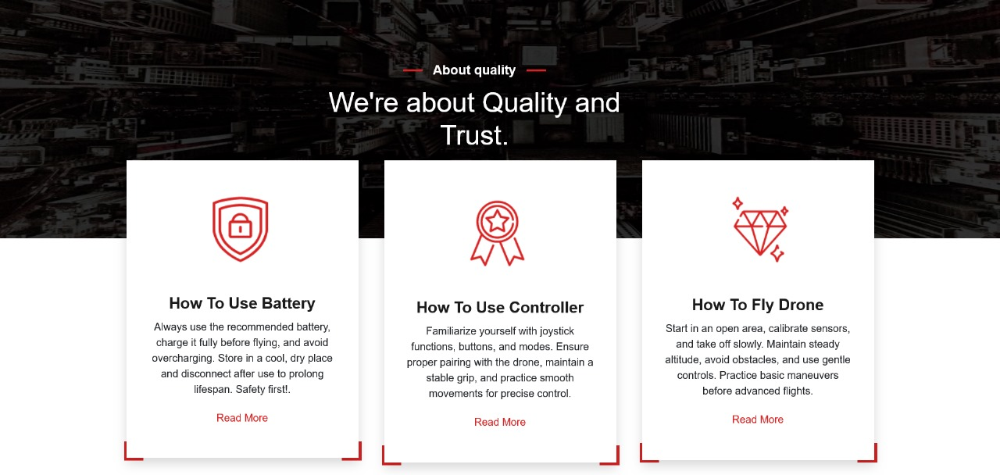 About quality
We're about Quality and
Trust.
How To Use Battery
Always use the recommended battery,
charge it fully before flying, and avoid
overcharging. Store in a cool, dry place
and disconnect after use to prolong
lifespan. Safety first!.
Read More
How To Use Controller
Familiarize yourself with joystick
functions, buttons, and modes. Ensure
proper pairing with the drone, maintain a
stable grip, and practice smooth
movements for precise control.
Read More
How To Fly Drone
Start in an open area, calibrate sensors,
and take off slowly. Maintain steady
altitude, avoid obstacles, and use gentle
controls. Practice basic maneuvers
before advanced flights.
Read More